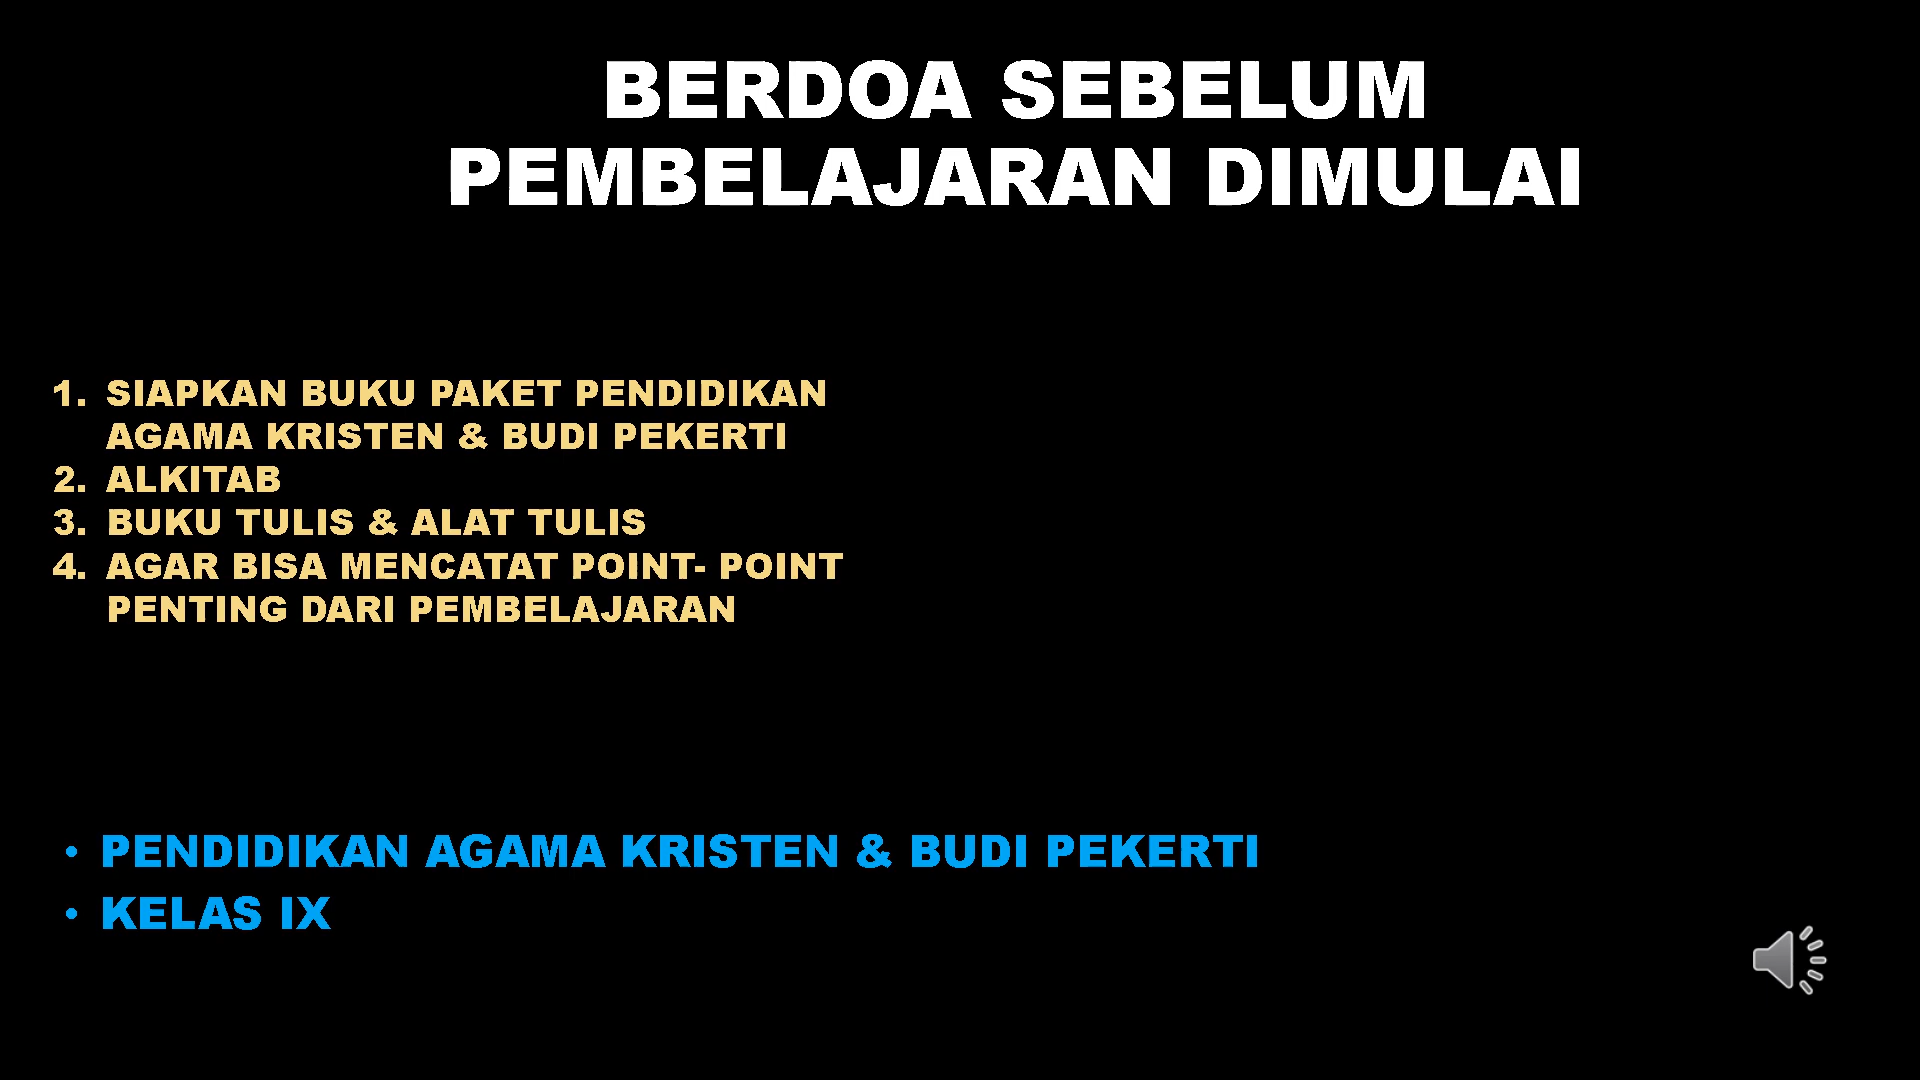 BERDOA SEBELUM
PEMBELAJARAN DIMULAI
1. SIAPKAN BUKU PAKET PENDIDIKAN
AGAMA KRISTEN & BUDI PEKERTI
2. ALKITAB
3. BUKU TULIS & ALAT TULIS
4. AGAR BISA MENCATAT POINT- POINT
PENTING DARI PEMBELAJARAN
• PENDIDIKAN AGAMA KRISTEN & BUDI PEKERTI
• KELAS IX